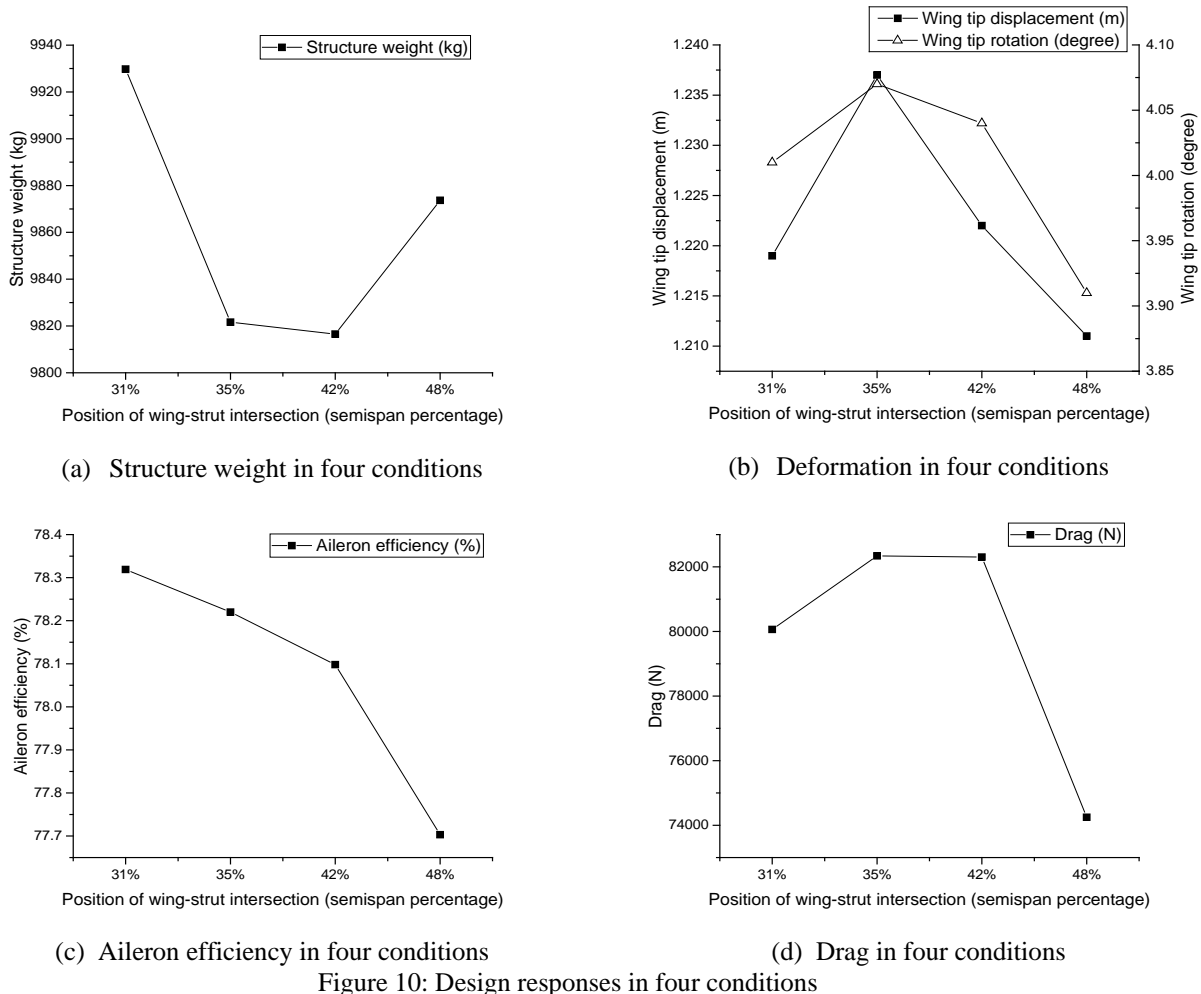 Structure weight (kg)
9940
9920
9900
9880
9860
9840
9820
9800
Structure weight (kg)
31% 35% 42% 48%
Position of wing-strut intersection (semispan percentage)
(a) Structure weight in four conditions
Wing tip displacement (m)
Wing tip rotation (degree)
1.240
1.235
1.230
1.225
1.220
1.215
1.210
Wing tip displacement (m)
4.10
4.05
4.00
3.95
3.90
3.85
Wing tip rotation (degree)
31% 35% 42% 48%
Position of wing-strut intersection (semispan percentage)
(b) Deformation in four conditions
Aileron efficiency (%)
78.4
78.3
78.2
78.1
78.0
77.9
77.8
77.7
Aileron efficiency (%)
31% 35% 42% 48%
Position of wing-strut intersection (semispan percentage)
(c) Aileron efficiency in four conditions
Drag (N)
82000
80000
78000
76000
74000
Drag (N)
31% 35% 42% 48%
Position of wing-strut intersection (semispan percentage)
(d) Drag in four conditions
Figure 10: Design responses in four conditions